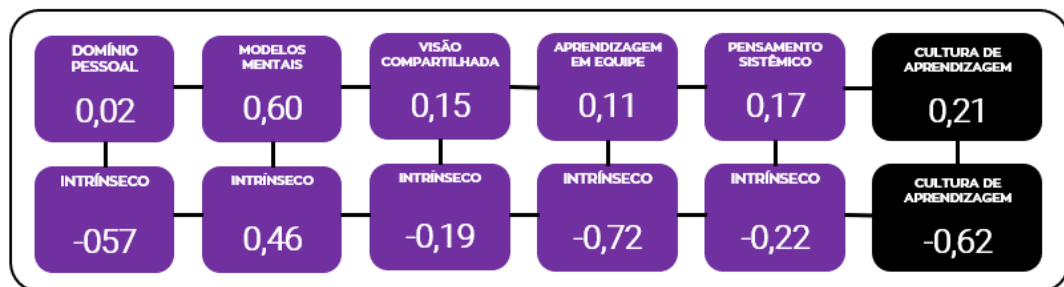 DOMÍNIO
PESSOAL
0,02
MODELOS
MENTAIS
0,60
VISÃO
COMPARTILHADA
0,15
APRENDIZAGEM
EM EQUIPE
0,11
PENSAMENTO
SISTÊMICO
0,17
CULTURA DE
APRENDIZAGEM
0,21
INTRÍNSECO
-057
INTRÍNSECO
0,46
INTRÍNSECO
-0,19
INTRÍNSECO
-0,72
INTRÍNSECO
-0,22
CULTURA DE
APRENDIZAGEM
-0,62